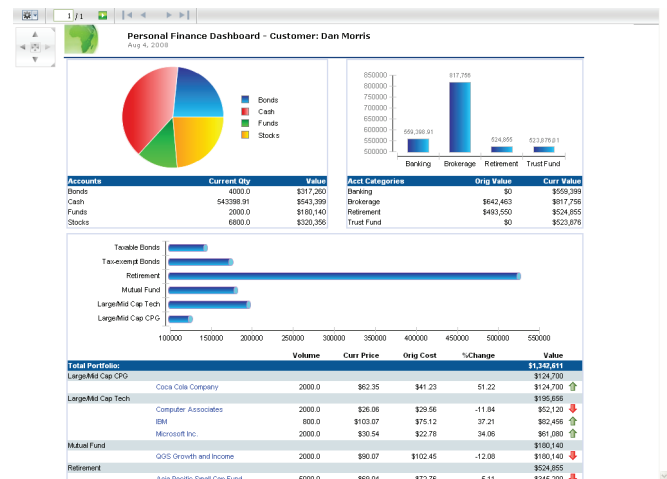 1 / 1
Personal Finance Dashboard - Customer: Dan Morris
Aug 4, 2008
Bonds
Cash
Funds
Stocks
850000
800000
750000
700000
650000
600000
550000
500000
559,398.91
817,756
524,855
523,876.81
Banking Brokerage Retirement Trust Fund
Accounts Current Qty Value
Bonds 4000.0 $317,260
Cash 543398.91 $543,399
Funds 2000.0 $180,140
Stocks 6800.0 $320,356
Acct Categories Orig Value Curr Value
Banking $0 $559,399
Brokerage $642,463 $817,756
Retirement $493,550 $524,855
Trust Fund $0 $523,876
Taxable Bonds
Tax-exempt Bonds
Retirement
Mutual Fund
Large/Mid Cap Tech
Large/Mid Cap CPG
100000 150000 200000 250000 300000 350000 400000 450000 500000 550000
Volume Curr Price Orig Cost %Change Value
Total Portfolio: $1,342,611
Large/Mid Cap CPG $124,700
Coca Cola Company 2000.0 $62.35 $41.23 51.22 $124,700
Large/Mid Cap Tech $195,656
Computer Associates 2000.0 $26.06 $29.56 -11.84 $52,120
IBM 800.0 $103.07 $75.12 37.21 $82,456
Microsoft Inc. 2000.0 $30.54 $22.78 34.06 $61,080
Mutual Fund $180,140
QGS Growth and Income 2000.0 $90.07 $102.45 -12.08 $180,140
Retirement $524,855
Asia Pacific Small Cap Fund 5000.0